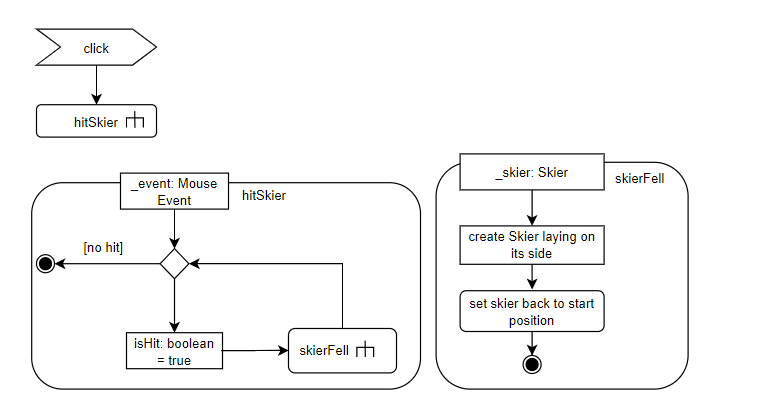 click
hitSkier
_event: Mouse
Event
hitSkier
[no hit]
isHit: boolean
= true
skierFell
_skier: Skier
skierFell
create Skier laying on
its side
set skier back to start
position